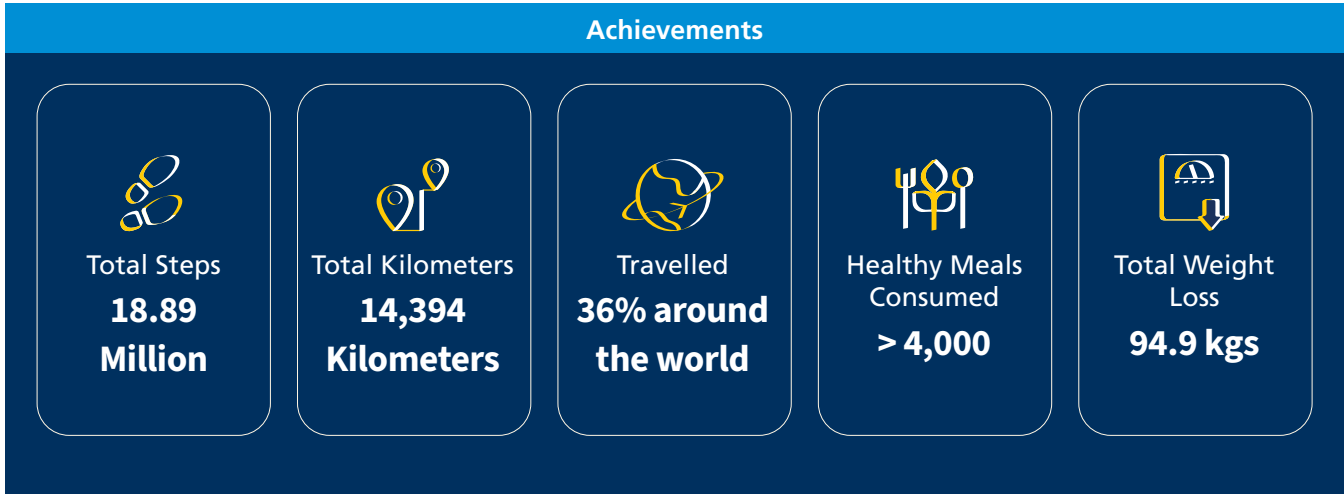 Achievements
Total Steps
18.89
Million
Total Kilometers
14,394
Kilometers
Travelled
36% around
the world
Healthy Meals
Consumed
> 4,000
Total Weight
Loss
94.9 kgs